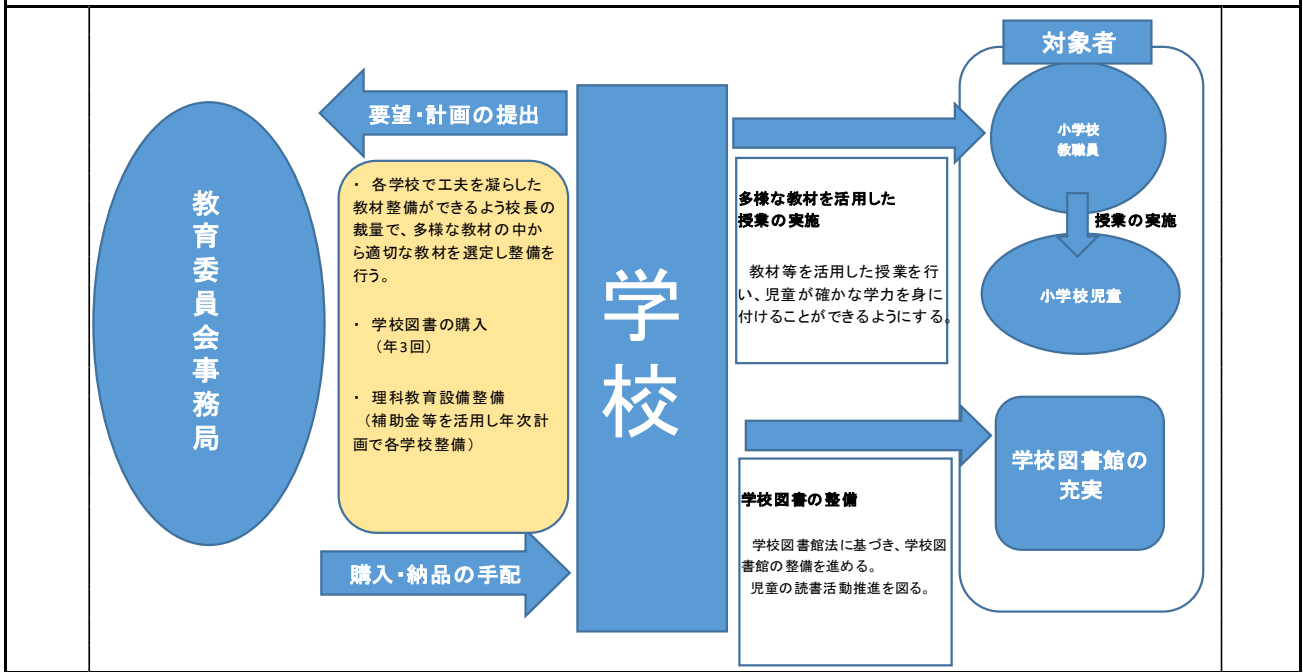 教
育
委
員
会
事
務
局
要望・計画の提出
・ 各学校で工夫を凝らした
教材整備ができるよう校長の
裁量で、多様な教材の中か
ら適切な教材を選定し整備を
行う。
・ 学校図書の購入
（年3回）
・ 理科教育設備整備
（補助金等を活用し年次計
画で各学校整備）
購入・納品の手配
学
校
多様な教材を活用した
授業の実施
教材等を活用した授業を行
い、児童が確かな学力を身に
付けることができるようにする。
学校図書の整備
学校図書館法に基づき、学校図
書館の整備を進める。
児童の読書活動推進を図る。
対象者
小学校
教職員
授業の実施
小学校児童
学校図書館の
充実